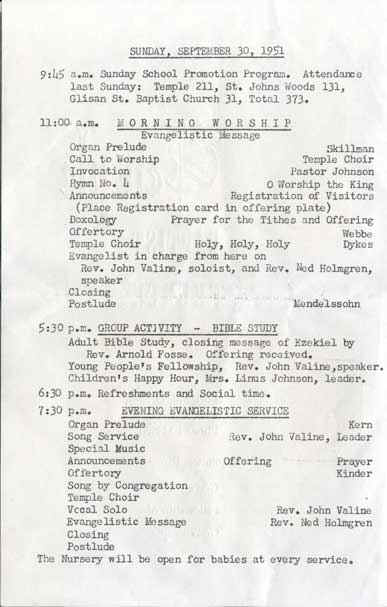 SUNDAY, SEPTEMBER 30, 1951
9:45 a.m. Sunday School Promotion Program. Attendance
last Sunday: Temple 211, St. Johns Woods 131,
Glisan St. Baptist Church 31, Total 373.
11:00 a.m. MORNING WORSHIP
Evangelistic Message
Organ Prelude Skillman
Call to Worship Temple Choir
Invocation Pastor Johnson
Hymn No. 4 O Worship the King
Announcements Registration of Visitors
(Place Registration card in offering plate)
Doxology Prayer for the Tithes and Offering
Offertory Webbe
Temple Choir Holy, Holy, Holy Dykes
Evangelist in charge from here on
Rev. John Valine, soloist, and Rev. Ned Holmgren,
speaker
Closing
Postlude Mendelssohn
5:30 p.m. GROUP ACTIVITY - BIBLE STUDY
Adult Bible Study, closing message of Ezekiel by
Rev. Arnold Fosse. Offering received.
Young People's Fellowship, Rev. John Valine,speaker.
Children's Happy Hour, Mrs. Linus Johnson, leader.
6:30 p.m. Refreshments and Social time.
7:30 p.m. EVENING EVANGELISTIC SERVICE
Organ Prelude Kern
Song Service Rev. John Valine, Leader
Special Music
Announcements Offering Prayer
Offertory Kinder
Song by Congregation
Temple Choir
Vocal Solo Rev. John Valine
Evangelistic Message Rev. Ned Holmgren
Closing
Postlude
The Nursery will be open for babies at every service.